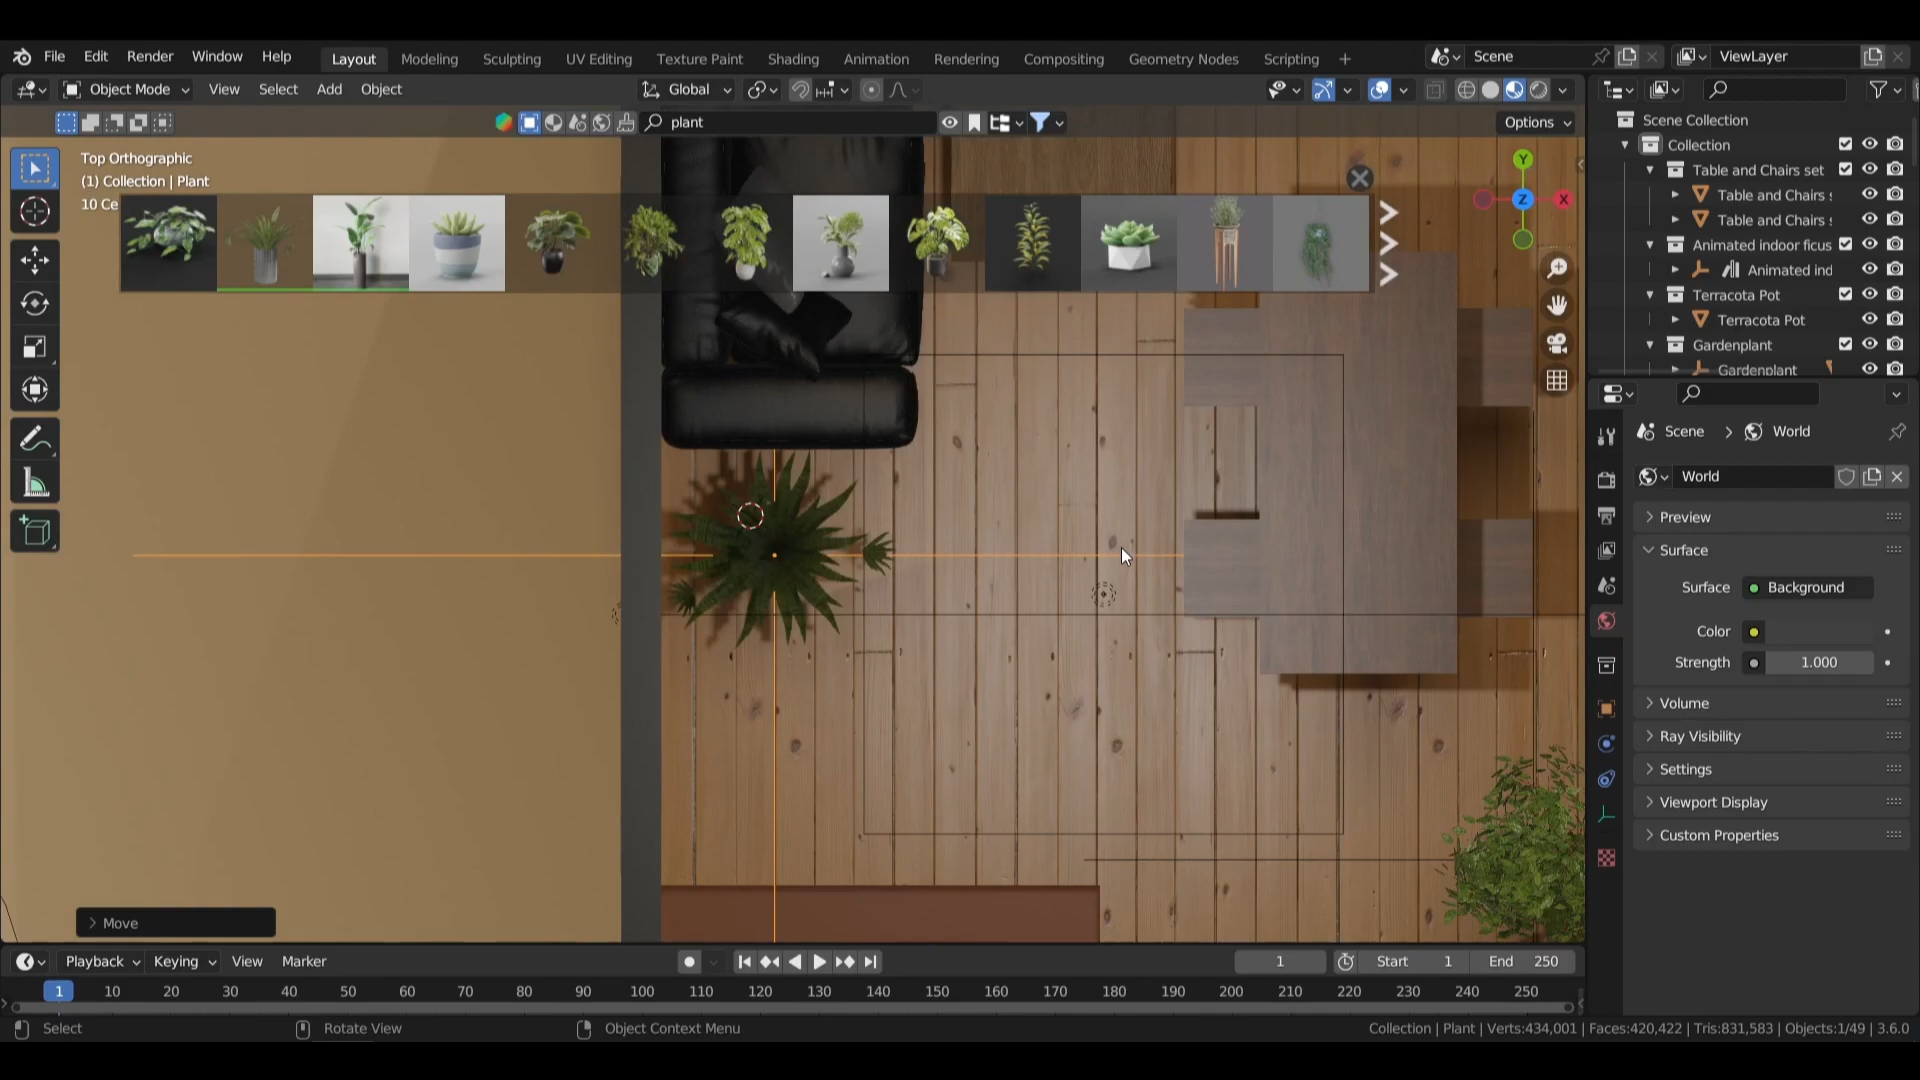 File Edit Render Window Help Layout Modeling Sculpting UV Editing Texture Paint Shading Animation Rendering Compositing Geometry Nodes Scripting + Scene ViewLayer
Object Mode View Select Add Object Global
plant Options
Top Orthographic
(1) Collection | Plant
10 Ce
Y
Z
X
Scene Collection
Collection
Table and Chairs set
Table and Chairs
Table and Chairs
Animated indoor ficus
Animated ind
Terracota Pot
Terracota Pot
Gardenplant
Gardenplant
Scene > World
World
Preview
Surface
Surface Background
Color
Strength 1.000
Volume
Ray Visibility
Settings
Viewport Display
Custom Properties
Move
Playback Keying View Marker 1 Start 1 End 250
1 10 20 30 40 50 60 70 80 90 100 110 120 130 140 150 160 170 180 190 200 210 220 230 240 250
Select Rotate View Object Context Menu Collection | Plant | Verts:434,001 | Faces:420,422 | Tris:831,583 | Objects:1/49 | 3.6.0